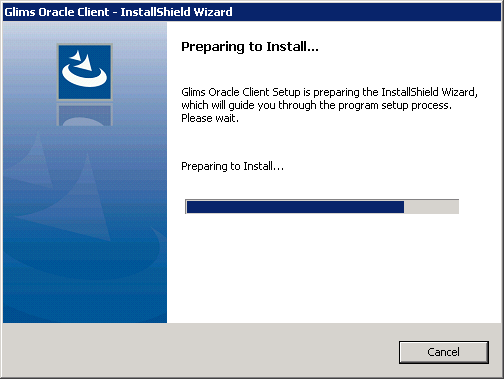 Glims Oracle Client - InstallShield Wizard
Preparing to Install...
Glims Oracle Client Setup is preparing the InstallShield Wizard,
which will guide you through the program setup process.
Please wait.
Preparing to Install...
Cancel